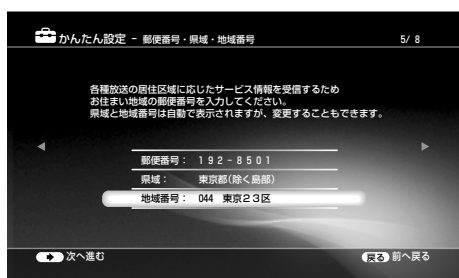 かんたん設定 - 郵便番号・県域・地域番号 5/ 8
各種放送の居住区域に応じたサービス情報を受信するため
お住まい地域の郵便番号を入力してください。
県域と地域番号は自動で表示されますが、変更することもできます。
郵便番号： 192-8501
県域： 東京都(除く島部)
地域番号： 044 東京23区
次へ進む 戻る 前へ戻る